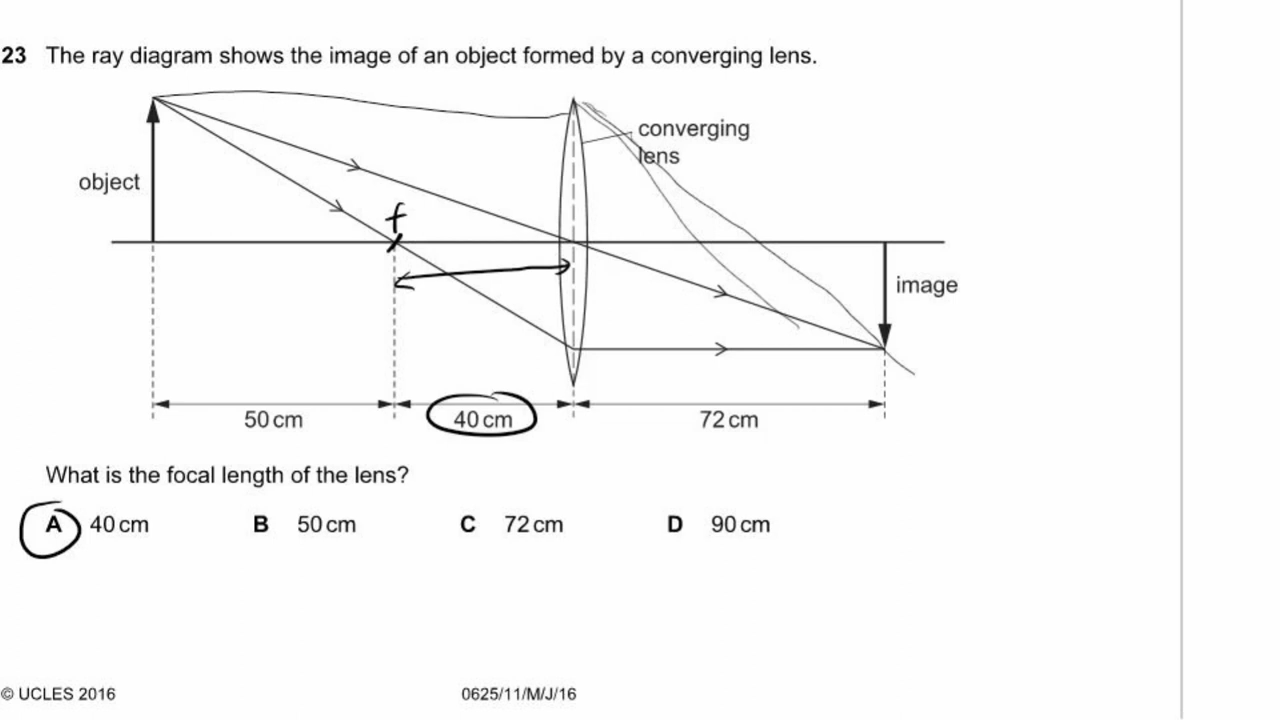 23 The ray diagram shows the image of an object formed by a converging lens.
converging
lens
object
f
image
50 cm 40 cm 72 cm
What is the focal length of the lens?
A 40 cm B 50 cm C 72 cm D 90 cm
© UCLES 2016 0625/11/M/J/16